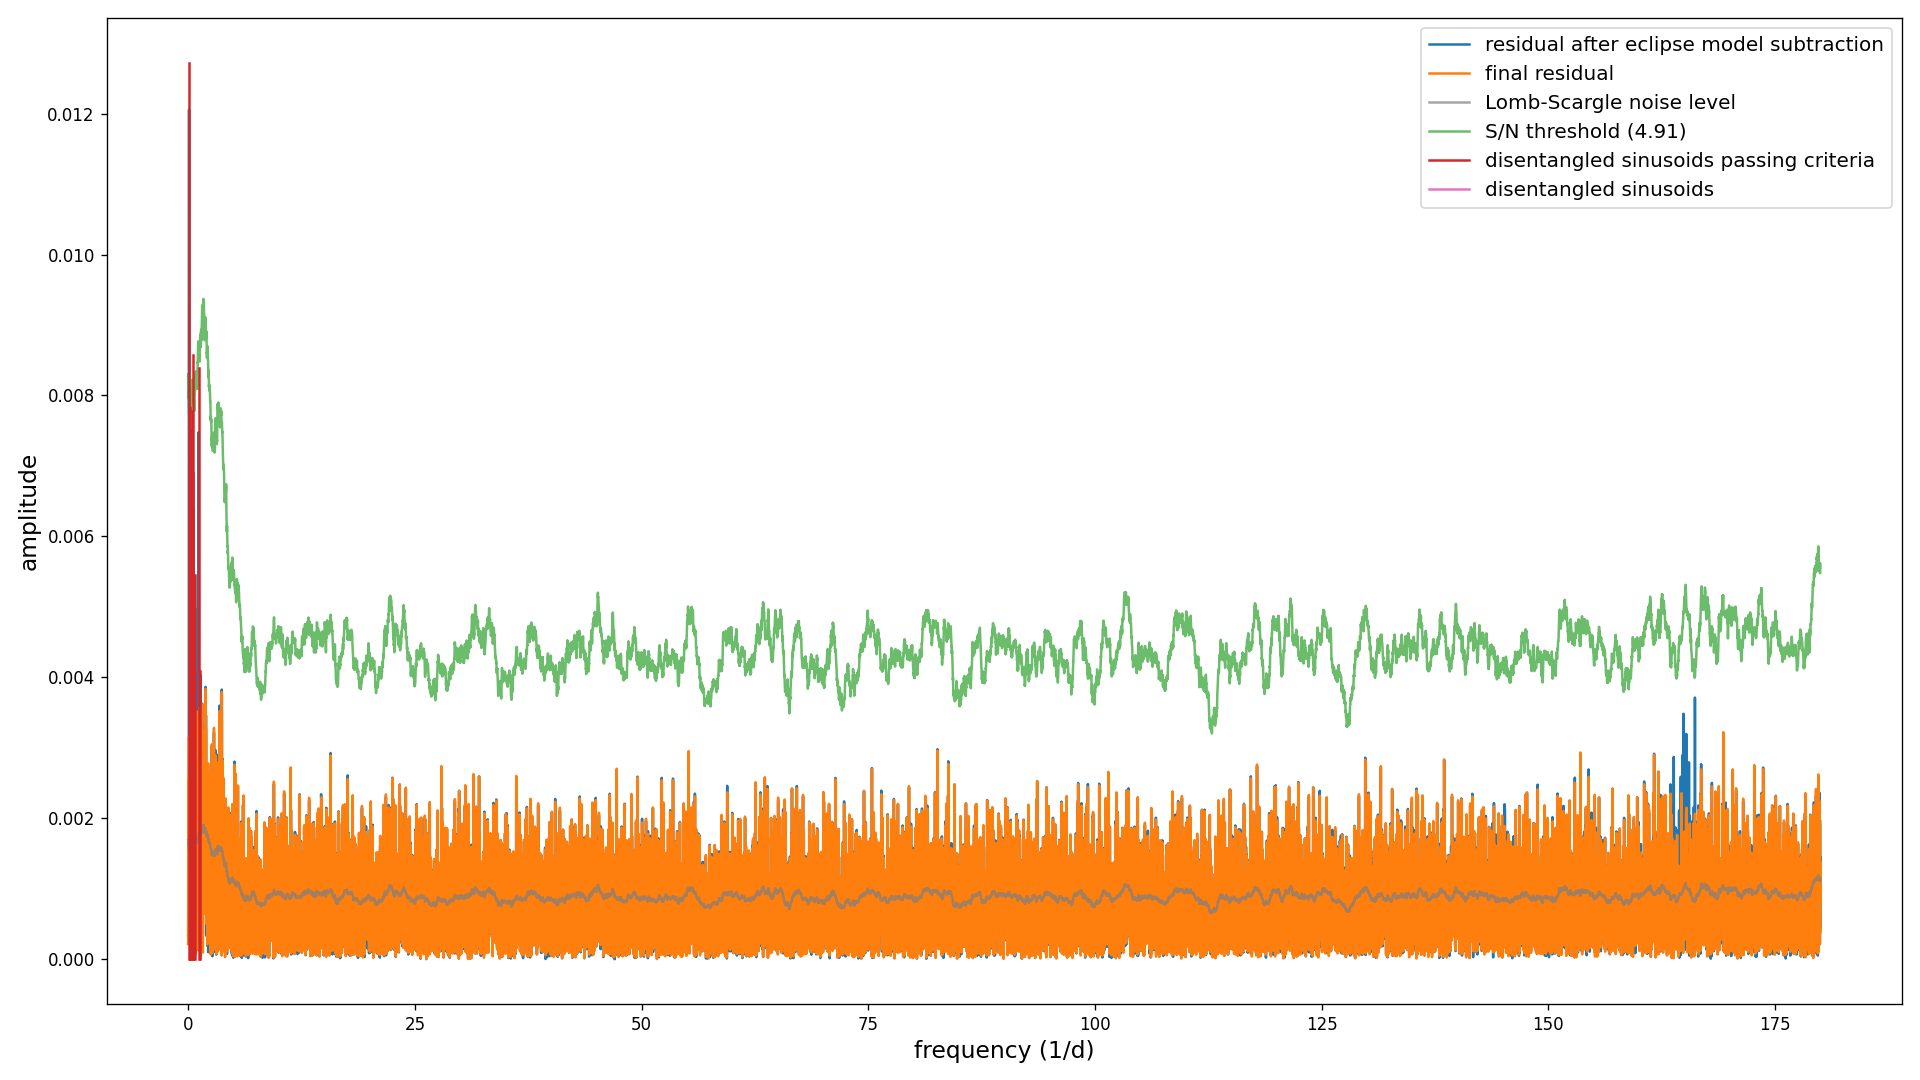 residual after eclipse model subtraction
final residual
Lomb-Scargle noise level
S/N threshold (4.91)
disentangled sinusoids passing criteria
disentangled sinusoids
0.012
0.010
0.008
0.006
0.004
0.002
0.000
amplitude
0 25 50 75 100 125 150 175
frequency (1/d)